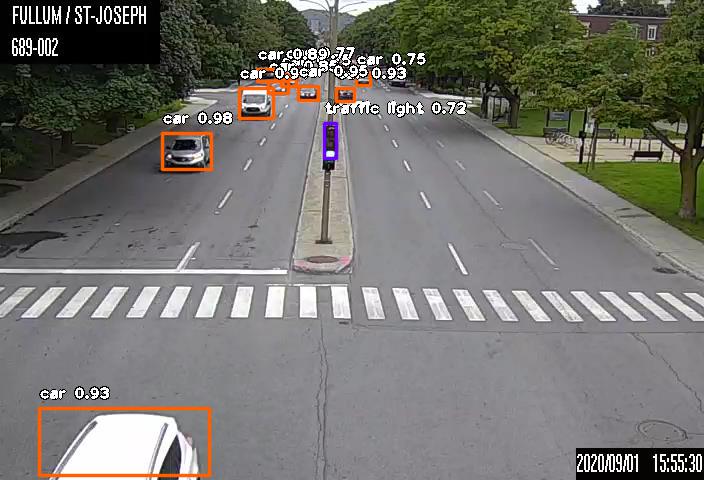 FULLUM / ST-JOSEPH
689-002
car 0.75
car 0.93
traffic light 0.72
car 0.98
car 0.93
2020/09/01 15:55:30